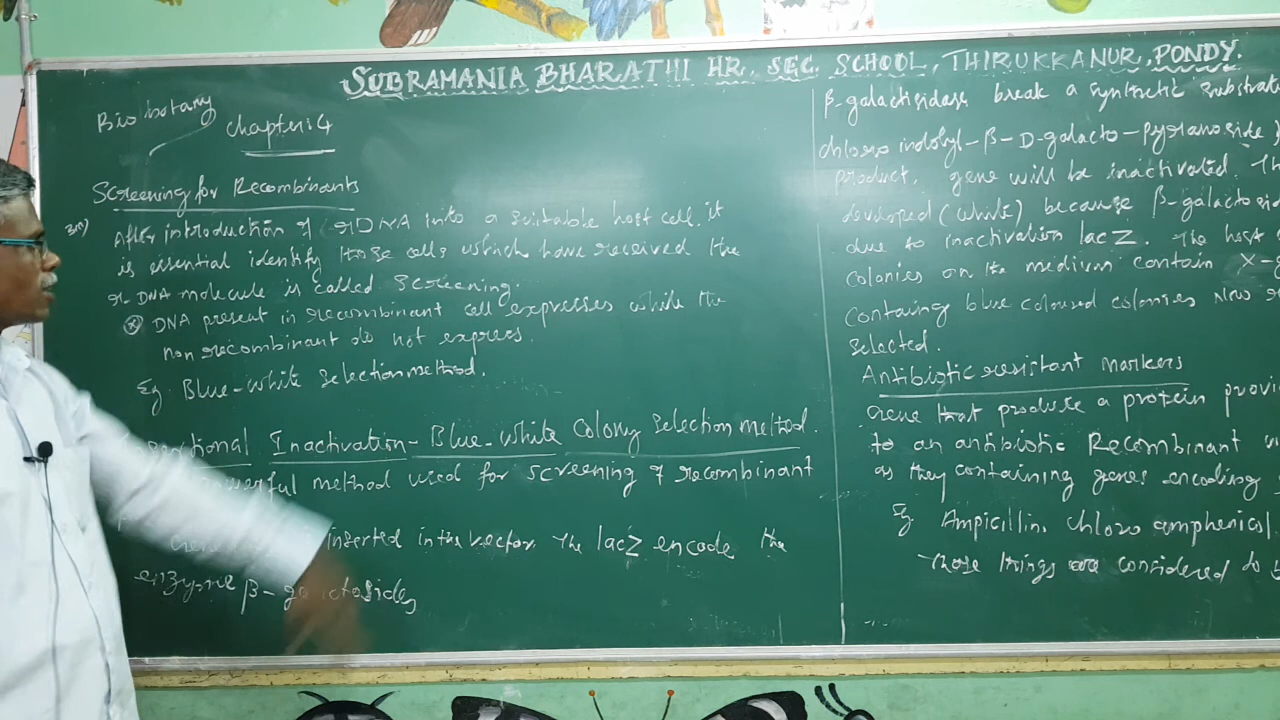 SUBRAMANIA BHARATHI HR. SEC. SCHOOL, THIRUKKANUR, PONDY.
Bio botany
Chapter: 4
Screening for Recombinants
After introduction of rDNA into a suitable host cell. it
is essential identify those cells which have received the
r DNA molecule is called screening.
DNA present in recombinant cell expresses while the
non recombinant do not express.
Eg. Blue-white selection method.
Inactivation - Blue-white Colony Selection method.
method used for screening of recombinant
inserted in the vector. The lacZ encode the
enzyme β-
β-galactisidase break a synthetic substrat
chloro indolyl-β-D-galacto-pyranoside
product, gene will be inactivated. Th
developed (white) because β-galactosid
due to inactivation lacZ. The host
colonies on the medium contain X-g
containg blue coloured colonies Now r
selected.
Antibiotic resistant markers
Gene that produce a protein provi
to an antibiotic Recombinant
as they containing genes encoding
Eg Ampicillin, chloro amphenical
These things are considered to